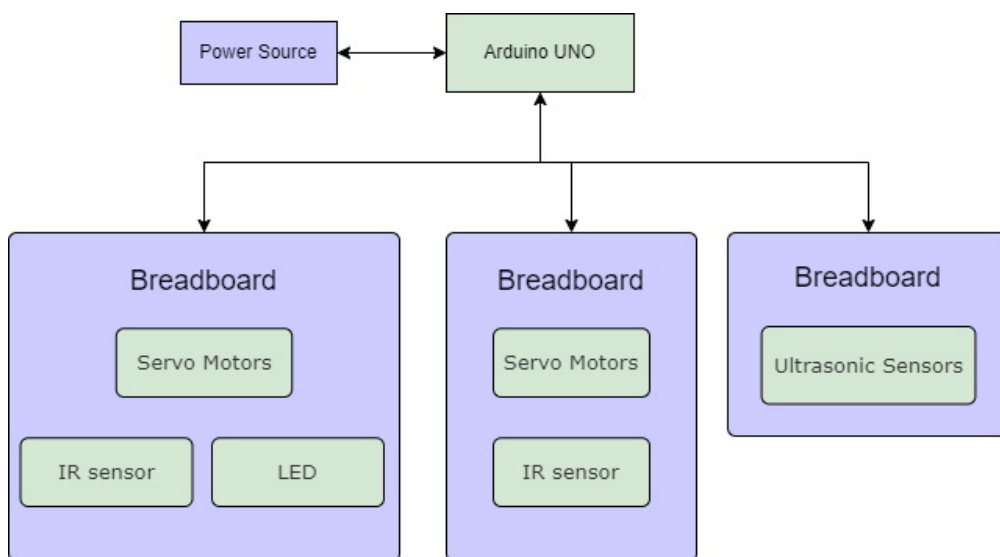 Power Source
Arduino UNO
Breadboard
Servo Motors
IR sensor
LED
Breadboard
Servo Motors
IR sensor
Breadboard
Ultrasonic Sensors